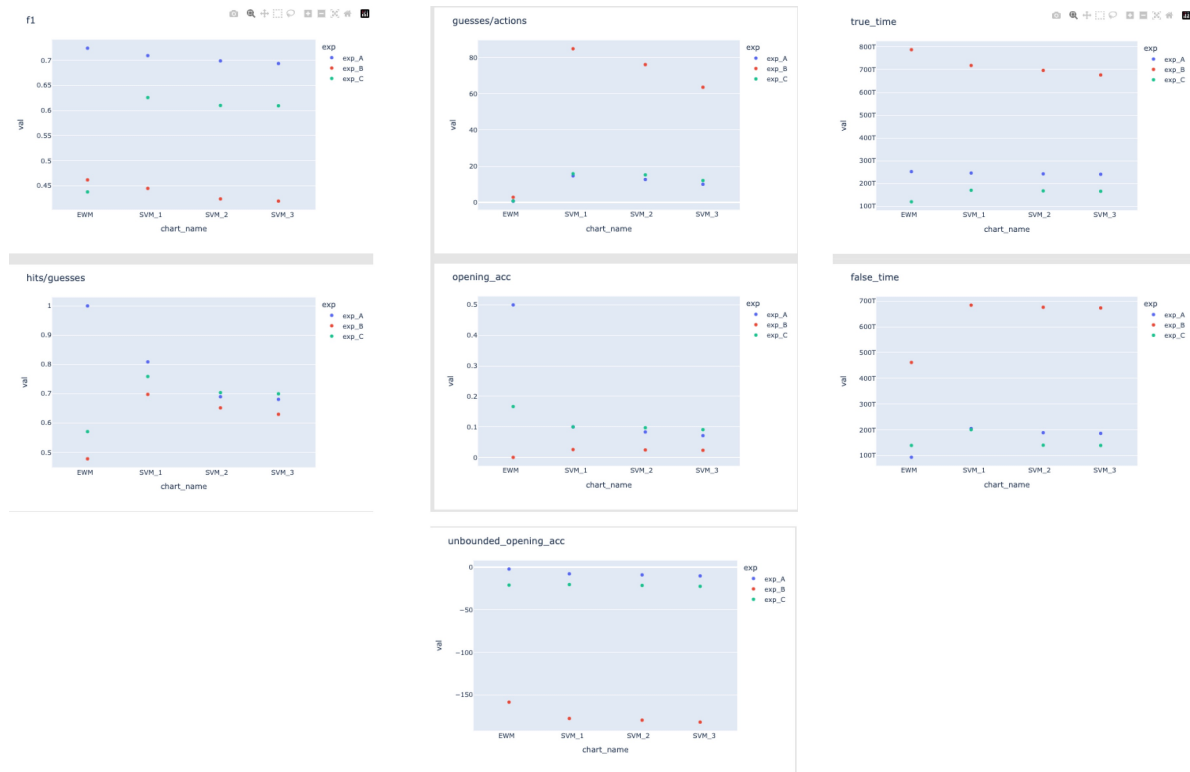 f1
0.7
0.65
0.6
0.55
0.5
0.45
val
EWM SVM_1 SVM_2 SVM_3
chart_name
exp
exp_A
exp_B
exp_C
guesses/actions
80
60
40
20
0
val
EWM SVM_1 SVM_2 SVM_3
chart_name
exp
exp_A
exp_B
exp_C
true_time
800T
700T
600T
500T
400T
300T
200T
100T
val
EWM SVM_1 SVM_2 SVM_3
chart_name
exp
exp_A
exp_B
exp_C
hits/guesses
1
0.9
0.8
0.7
0.6
0.5
val
EWM SVM_1 SVM_2 SVM_3
chart_name
exp
exp_A
exp_B
exp_C
opening_acc
0.5
0.4
0.3
0.2
0.1
0
val
EWM SVM_1 SVM_2 SVM_3
chart_name
exp
exp_A
exp_B
exp_C
false_time
700T
600T
500T
400T
300T
200T
100T
val
EWM SVM_1 SVM_2 SVM_3
chart_name
exp
exp_A
exp_B
exp_C
unbounded_opening_acc
0
−50
−100
−150
val
EWM SVM_1 SVM_2 SVM_3
chart_name
exp
exp_A
exp_B
exp_C